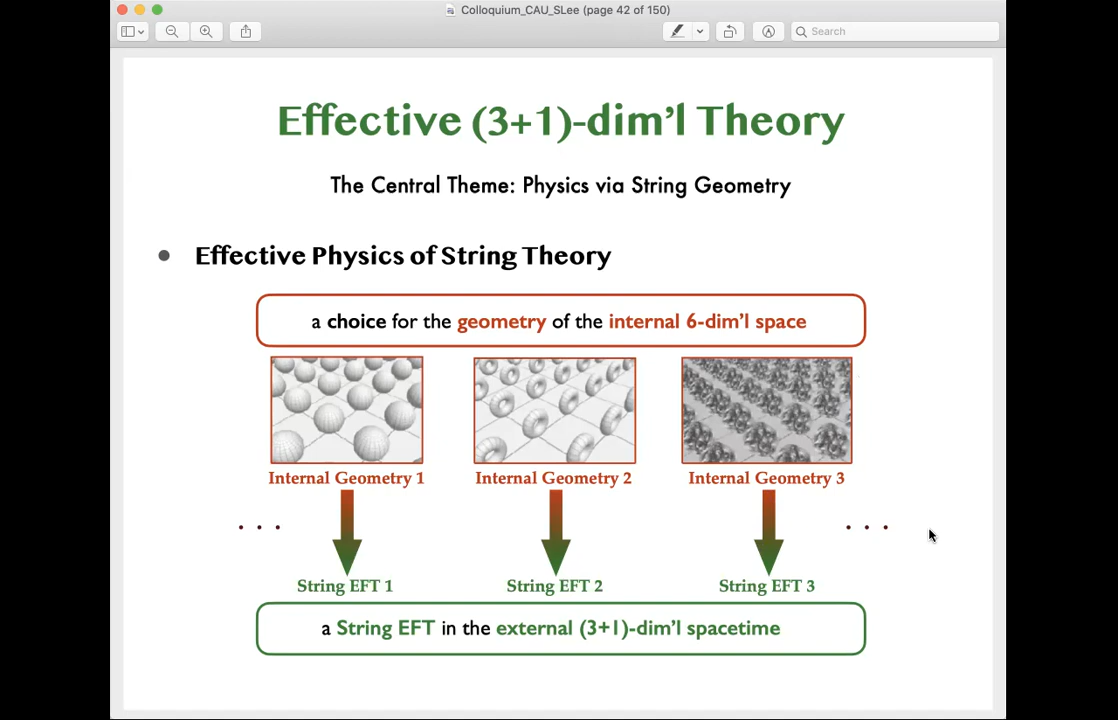 Colloquium_CAU_SLee (page 42 of 150)
Search
Effective (3+1)-dim'l Theory
The Central Theme: Physics via String Geometry
• Effective Physics of String Theory
a choice for the geometry of the internal 6-dim'l space
Internal Geometry 1 Internal Geometry 2 Internal Geometry 3
. . . . . .
String EFT 1 String EFT 2 String EFT 3
a String EFT in the external (3+1)-dim'l spacetime